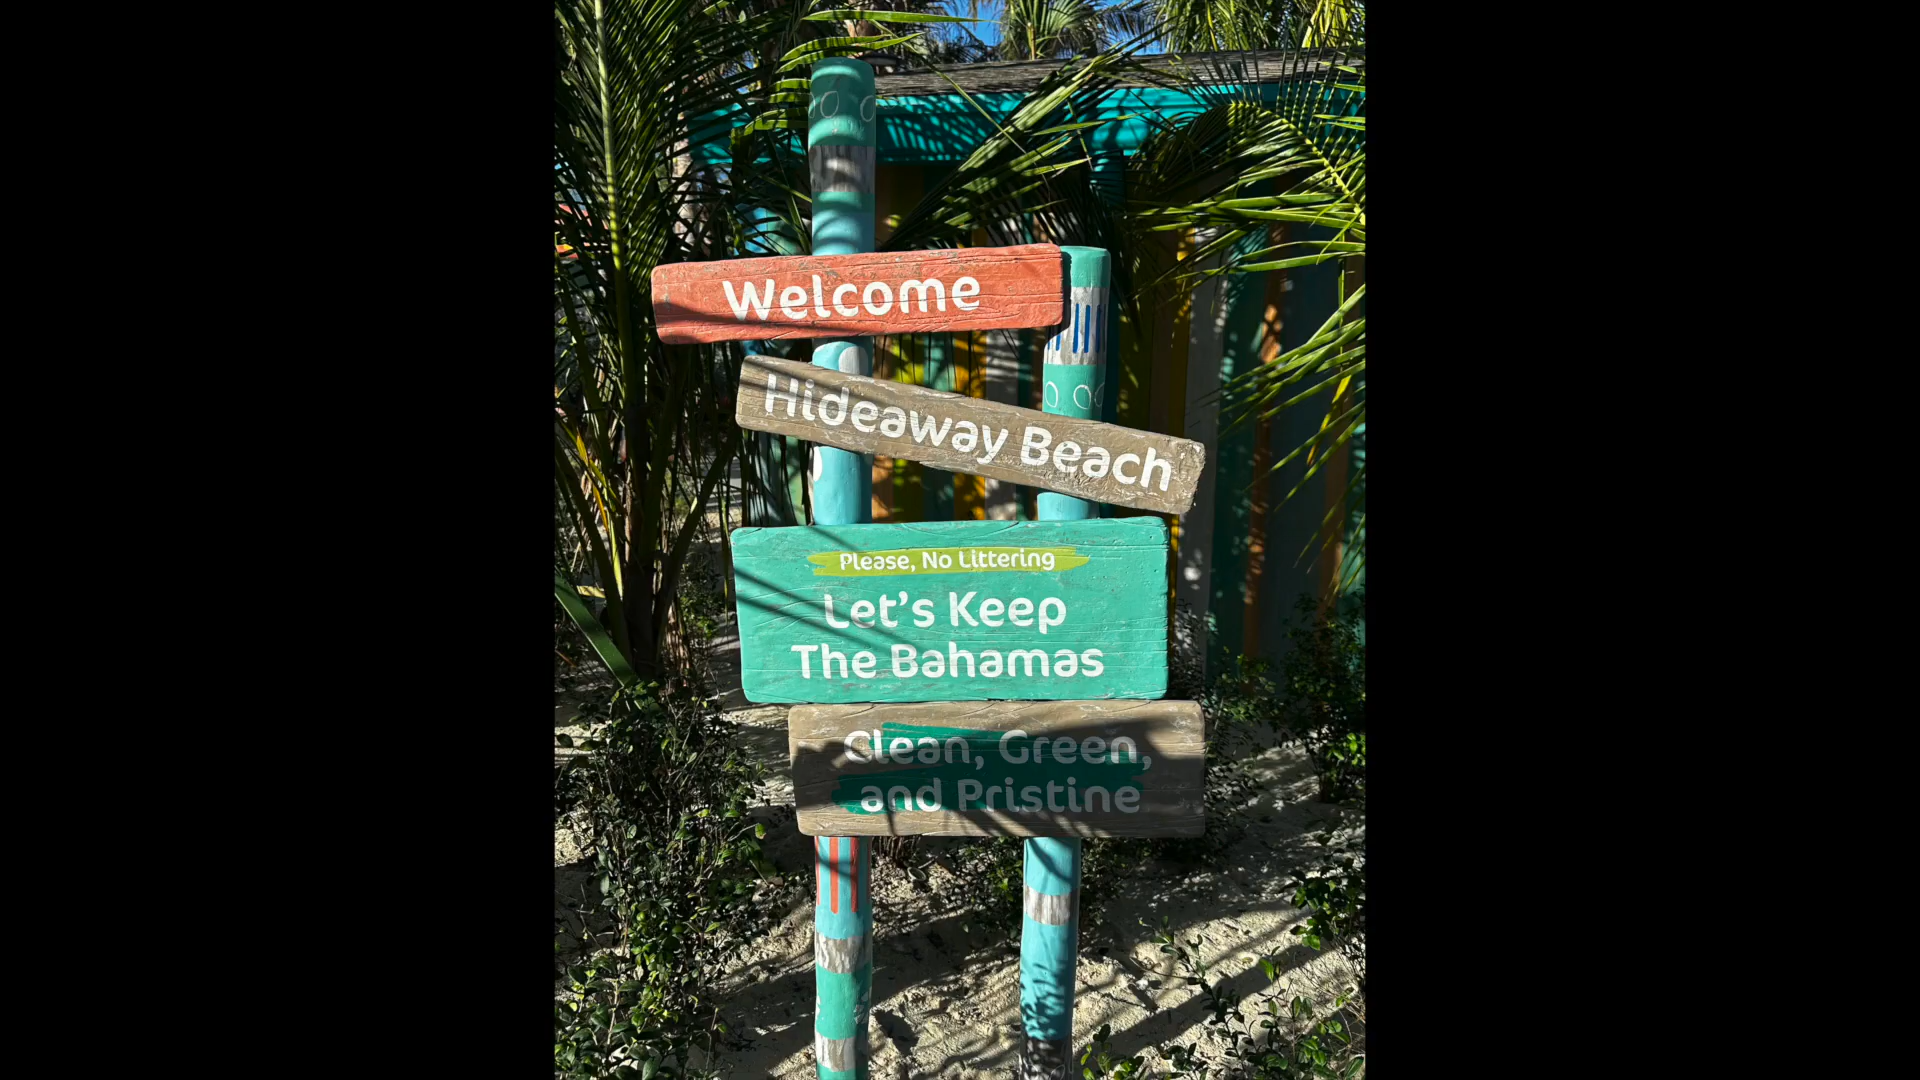 Welcome
Hideaway Beach
Please, No Littering
Let's Keep
The Bahamas
Clean, Green,
and Pristine